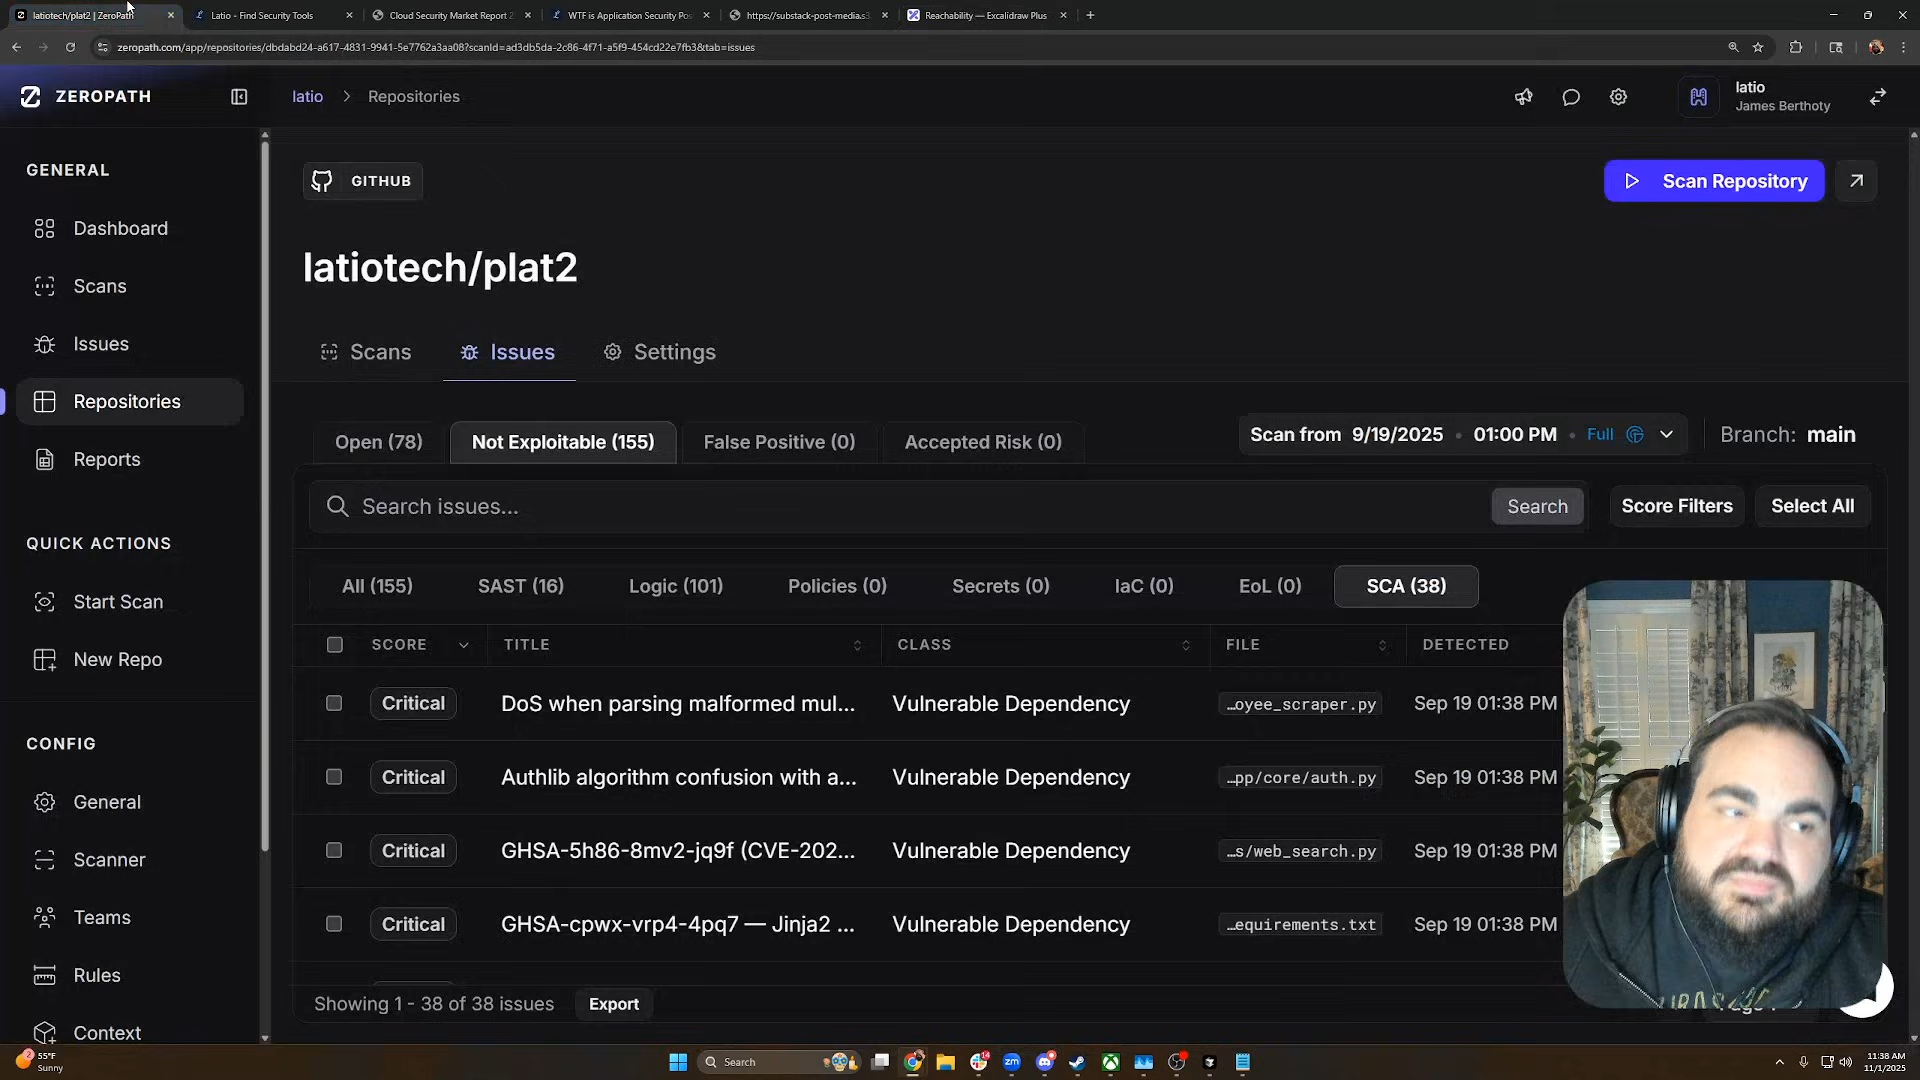 latiotech/plat2 | ZeroPath
Latio - Find Security Tools
Cloud Security Market Report 2
WTF is Application Security Pos
https://substack-post-media.s3
Reachability — Excalidraw Plus
zeropath.com/app/repositories/dbdabd24-a617-4831-9941-5e7762a3aa08?scanId=ad3db5da-2c86-4f71-a5f9-454cd22e7fb3&tab=issues
ZEROPATH
latio > Repositories
latio
James Berthoty
GENERAL
Dashboard
Scans
Issues
Repositories
Reports
QUICK ACTIONS
Start Scan
New Repo
CONFIG
General
Scanner
Teams
Rules
Context
GITHUB
Scan Repository
latiotech/plat2
Scans Issues Settings
Open (78) Not Exploitable (155) False Positive (0) Accepted Risk (0)
Scan from 9/19/2025 • 01:00 PM • Full
Branch: main
Search issues... Search Score Filters Select All
All (155) SAST (16) Logic (101) Policies (0) Secrets (0) IaC (0) EoL (0) SCA (38)
SCORE TITLE CLASS FILE DETECTED
Critical DoS when parsing malformed mul... Vulnerable Dependency …oyee_scraper.py Sep 19 01:38 PM
Critical Authlib algorithm confusion with a... Vulnerable Dependency …pp/core/auth.py Sep 19 01:38 PM
Critical GHSA-5h86-8mv2-jq9f (CVE-202... Vulnerable Dependency …s/web_search.py Sep 19 01:38 PM
Critical GHSA-cpwx-vrp4-4pq7 — Jinja2 ... Vulnerable Dependency …equirements.txt Sep 19 01:38 PM
Showing 1 - 38 of 38 issues Export
2
55°F
Sunny
Search
14
zm
11:38 AM
11/1/2025